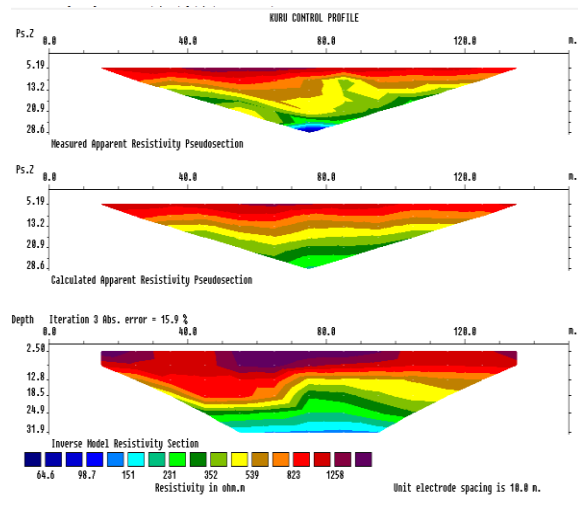 KURU CONTROL PROFILE
Ps.Z 0.0 40.0 80.0 120.0 m.
5.19
13.2
20.9
28.6
Measured Apparent Resistivity Pseudosection
Ps.Z 0.0 40.0 80.0 120.0 m.
5.19
13.2
20.9
28.6
Calculated Apparent Resistivity Pseudosection
Depth Iteration 3 Abs. error = 15.9 %
0.0 40.0 80.0 120.0 m.
2.50
12.8
18.5
24.9
31.9
Inverse Model Resistivity Section
64.6 98.7 151 231 352 539 823 1258
Resistivity in ohm.m Unit electrode spacing is 10.0 m.